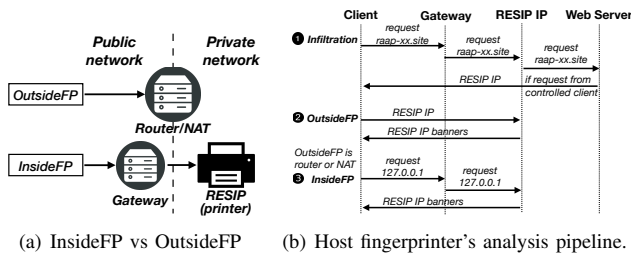 Public
network
Private
network
OutsideFP
Router/NAT
InsideFP
Gateway
RESIP
(printer)
(a) InsideFP vs OutsideFP
Client
Gateway
RESIP IP
Web Server
1 Infiltration
request
raap-xx.site
request
raap-xx.site
request
raap-xx.site
RESIP IP
if request from
controlled client
2 OutsideFP
RESIP IP
RESIP IP banners
OutsideFP is
router or NAT
3 InsideFP
request
127.0.0.1
request
127.0.0.1
RESIP IP banners
(b) Host fingerprinter's analysis pipeline.